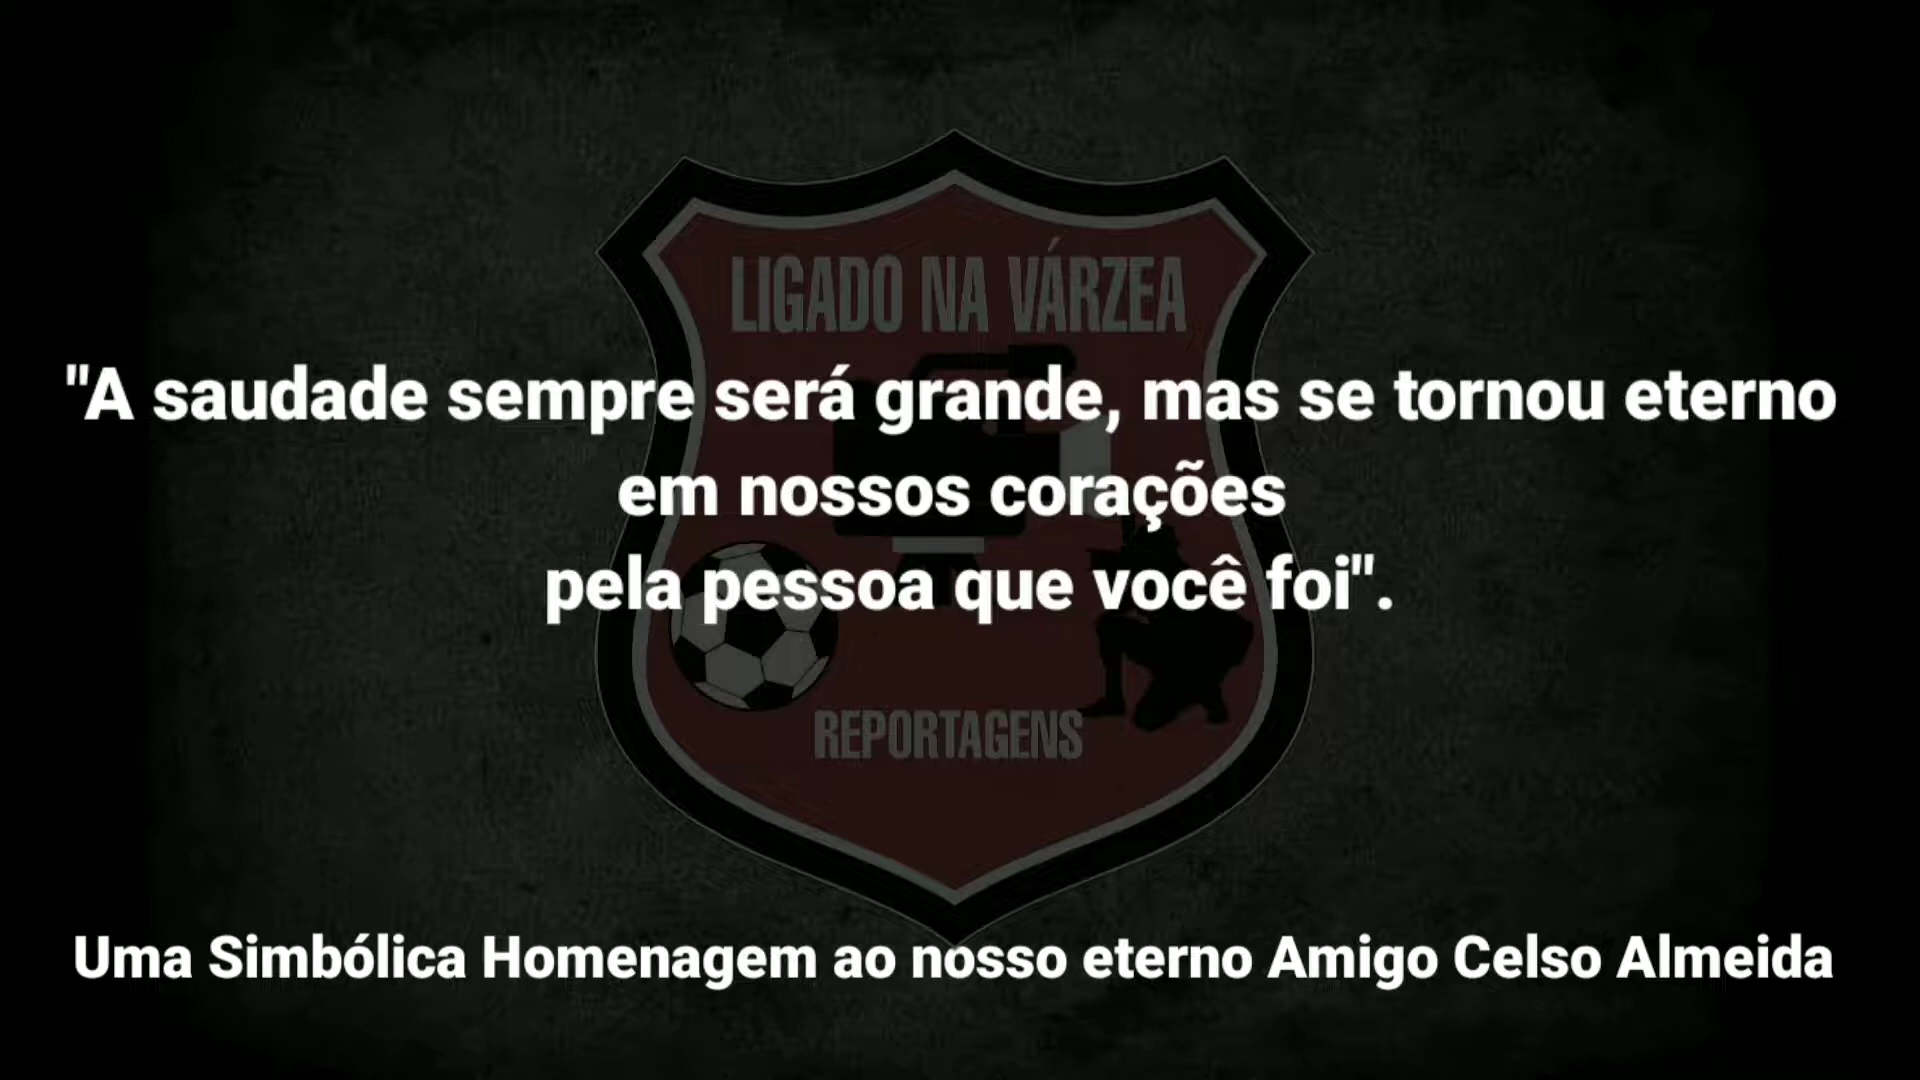 LIGADO NA VÁRZEA
"A saudade sempre será grande, mas se tornou eterno
em nossos corações
pela pessoa que você foi".
REPORTAGENS
Uma Simbólica Homenagem ao nosso eterno Amigo Celso Almeida